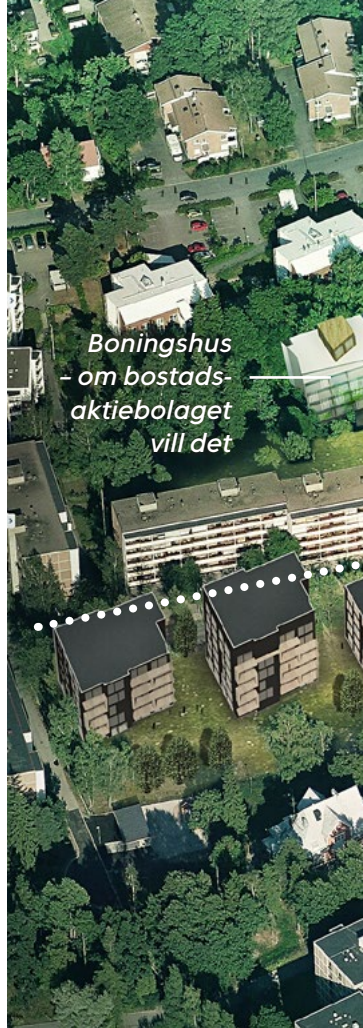 Boningshus
– om bostads-
aktiebolaget
vill det